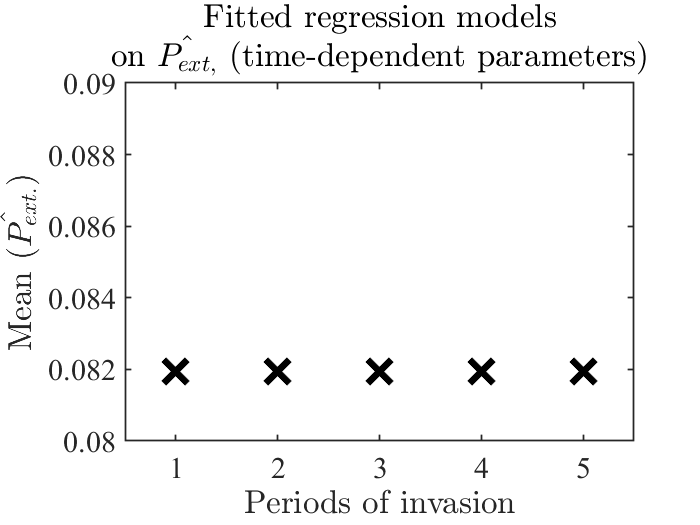 Fitted regression models
on $\hat{P_{ext,}}$ (time-dependent parameters)
0.09
0.088
0.086
0.084
0.082
0.08
Mean ($\hat{P_{ext.}}$)
1 2 3 4 5
Periods of invasion